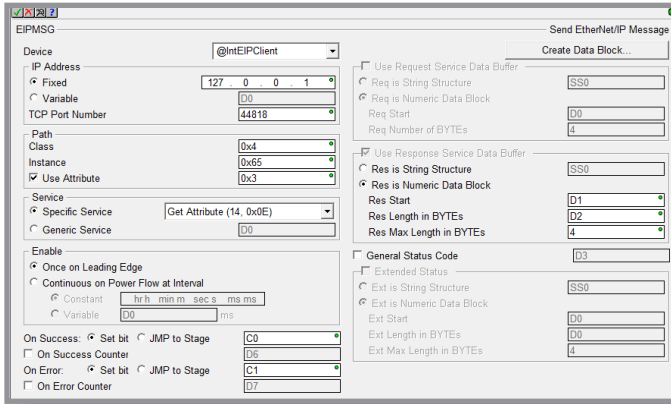 EIPMSG
Send EtherNet/IP Message
Device
@IntEIPClient
Create Data Block...
IP Address
Fixed
127 . 0 . 0 . 1
Variable
D0
TCP Port Number
44818
Path
Class
0x4
Instance
0x65
Use Attribute
0x3
Service
Specific Service
Get Attribute (14, 0x0E)
Generic Service
D0
Enable
Once on Leading Edge
Continuous on Power Flow at Interval
Constant
hr h min m sec s ms ms
Variable
D0
ms
On Success:
Set bit
JMP to Stage
C0
On Success Counter
D6
On Error:
Set bit
JMP to Stage
C1
On Error Counter
D7
Use Request Service Data Buffer
Req is String Structure
SS0
Req is Numeric Data Block
Req Start
D0
Req Number of BYTEs
4
Use Response Service Data Buffer
Res is String Structure
SS0
Res is Numeric Data Block
Res Start
D1
Res Length in BYTEs
D2
Res Max Length in BYTEs
4
General Status Code
D3
Extended Status
Ext is String Structure
SS0
Ext is Numeric Data Block
Ext Start
D0
Ext Length in BYTEs
D0
Ext Max Length in BYTEs
4